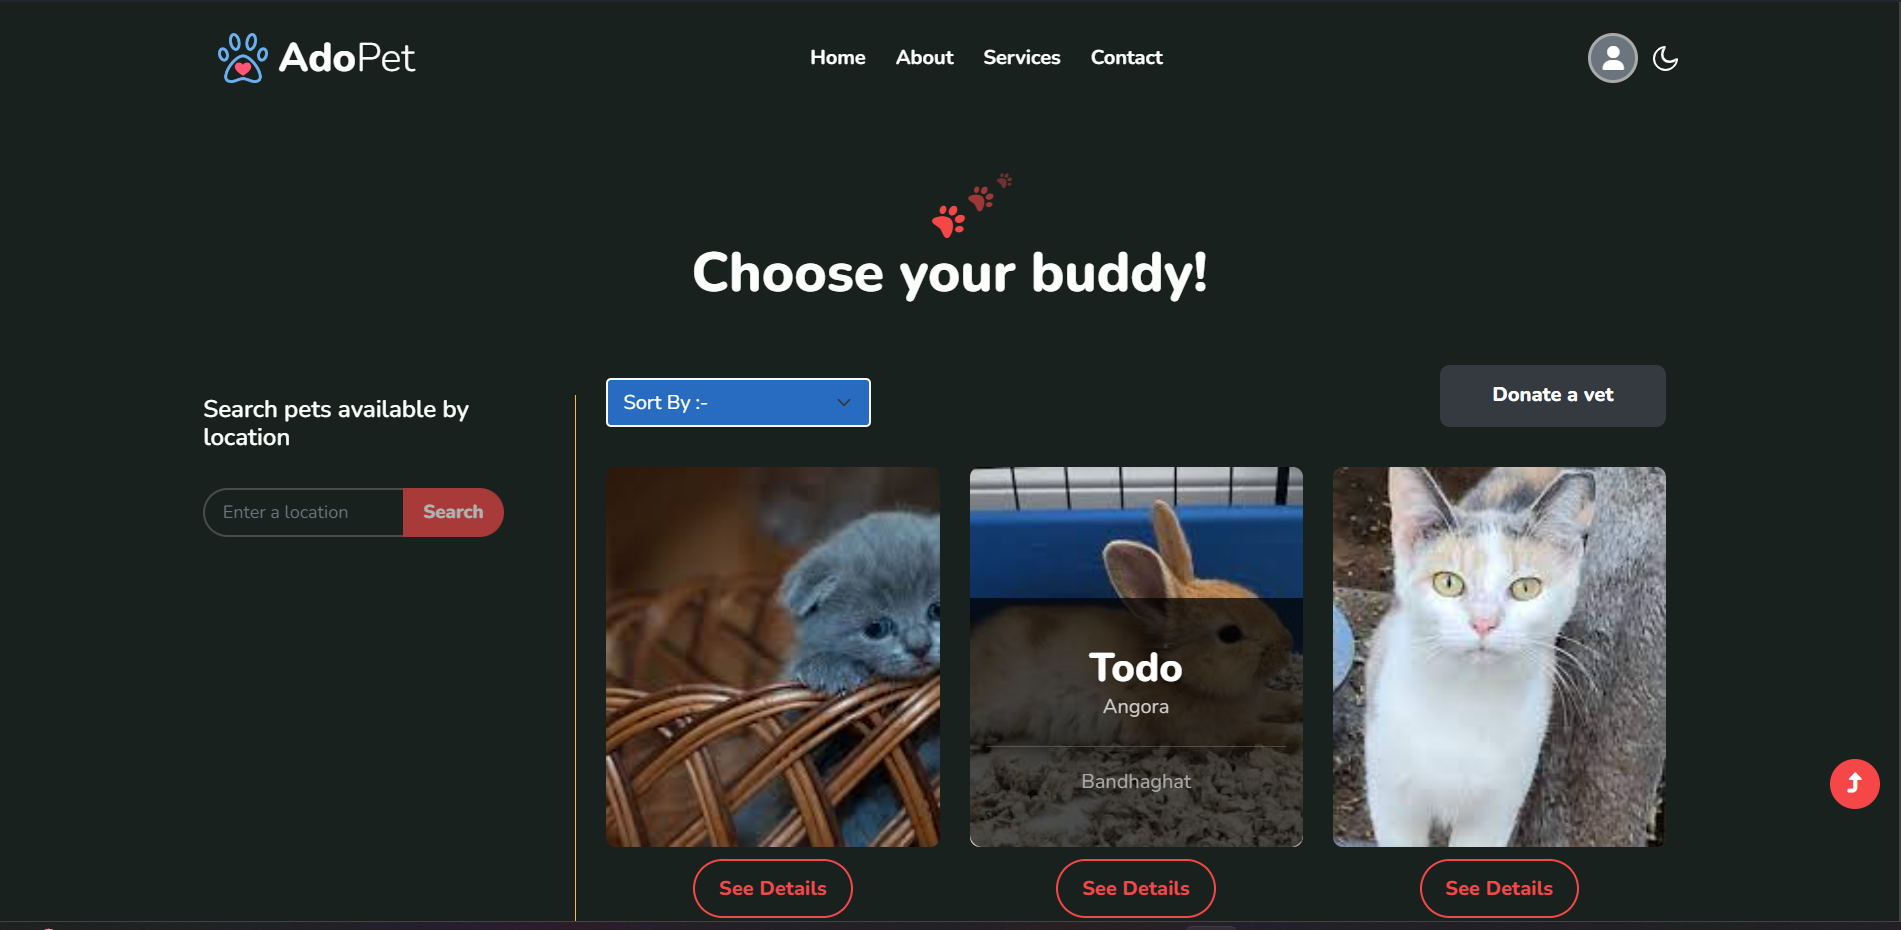 AdoPet
Home
About
Services
Contact
Choose your buddy!
Search pets available by
location
Enter a location
Search
Sort By :-
Donate a vet
Todo
Angora
Bandhaghat
See Details
See Details
See Details